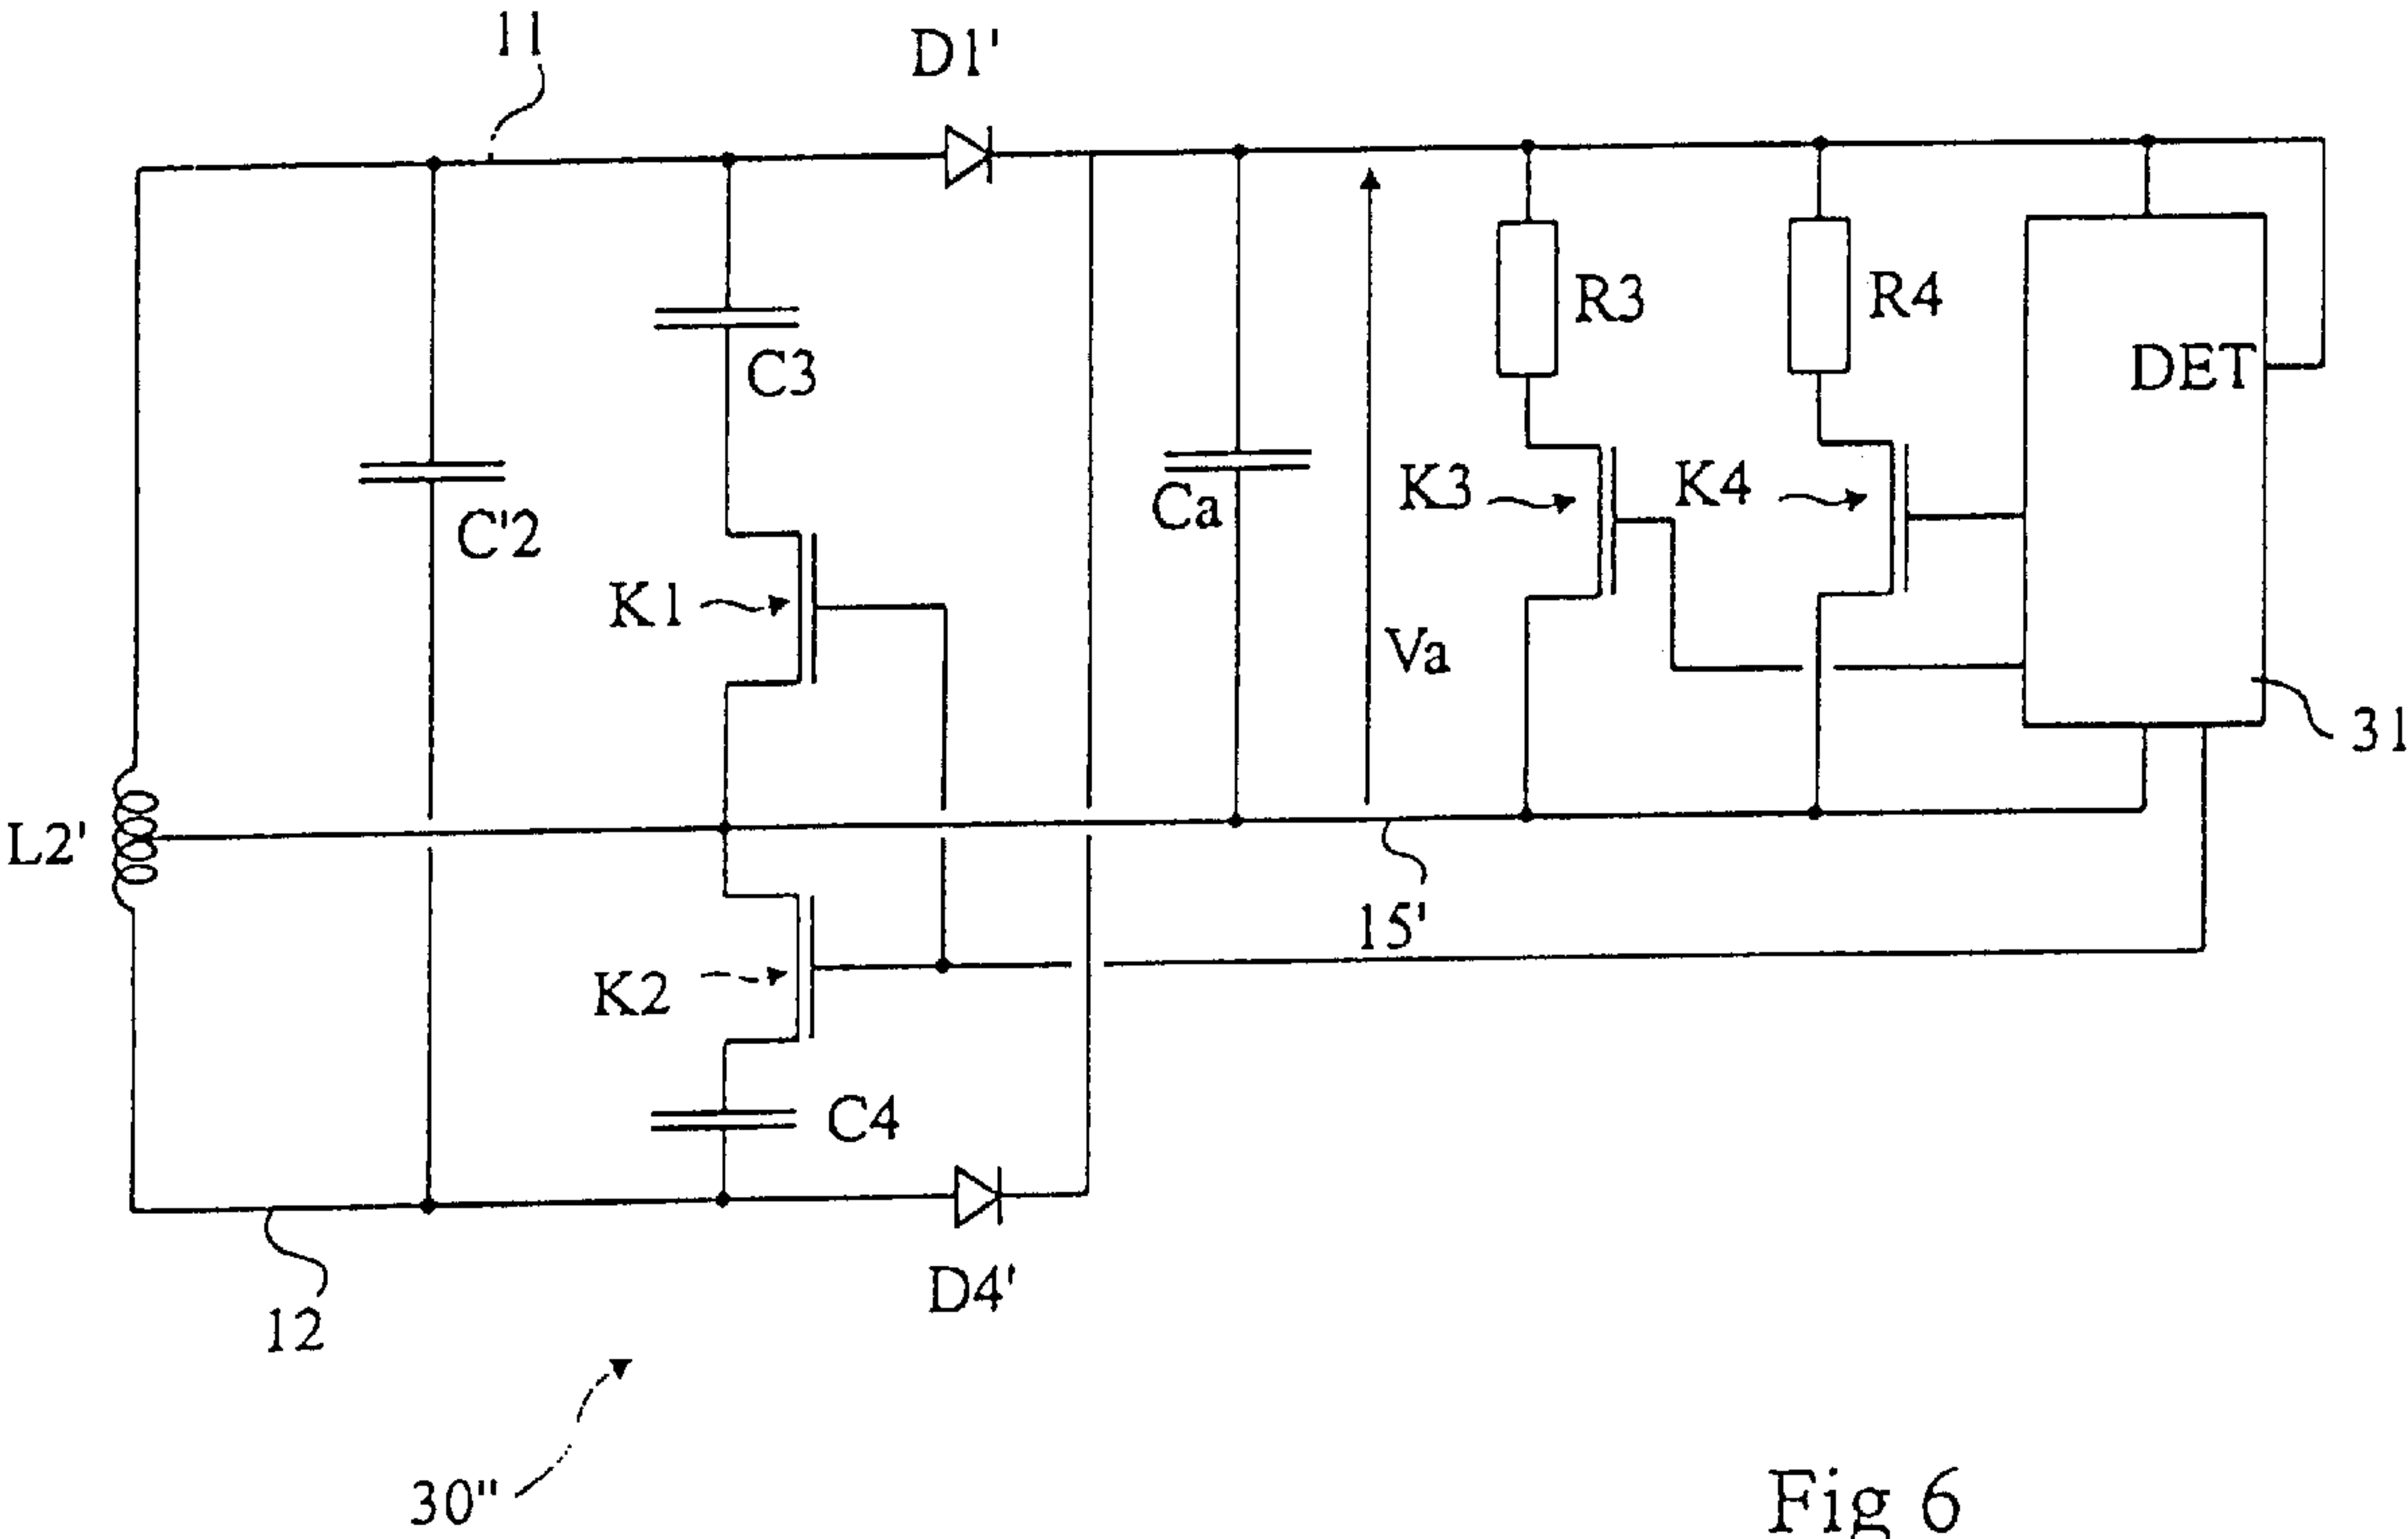 11
D1'
C3
R3
R4
DET
C'2
Ca
K3
K4
K1
Va
31
L2'
15'
K2
C4
D4'
12
30"
Fig 6